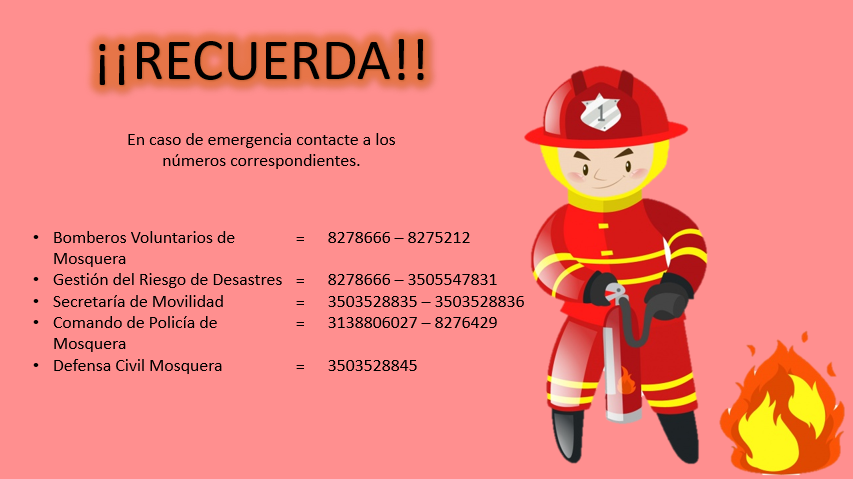 ¡¡RECUERDA!!
En caso de emergencia contacte a los
números correspondientes.
• Bomberos Voluntarios de = 8278666 – 8275212
Mosquera
• Gestión del Riesgo de Desastres = 8278666 – 3505547831
• Secretaría de Movilidad = 3503528835 – 3503528836
• Comando de Policía de = 3138806027 – 8276429
Mosquera
• Defensa Civil Mosquera = 3503528845
1